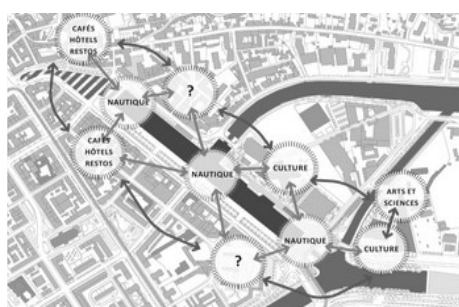 CAFÉS
HÔTELS
RESTOS
?
NAUTIQUE
CAFÉS
HÔTELS
RESTOS
NAUTIQUE
CULTURE
ARTS ET
SCIENCES
NAUTIQUE
CULTURE
?